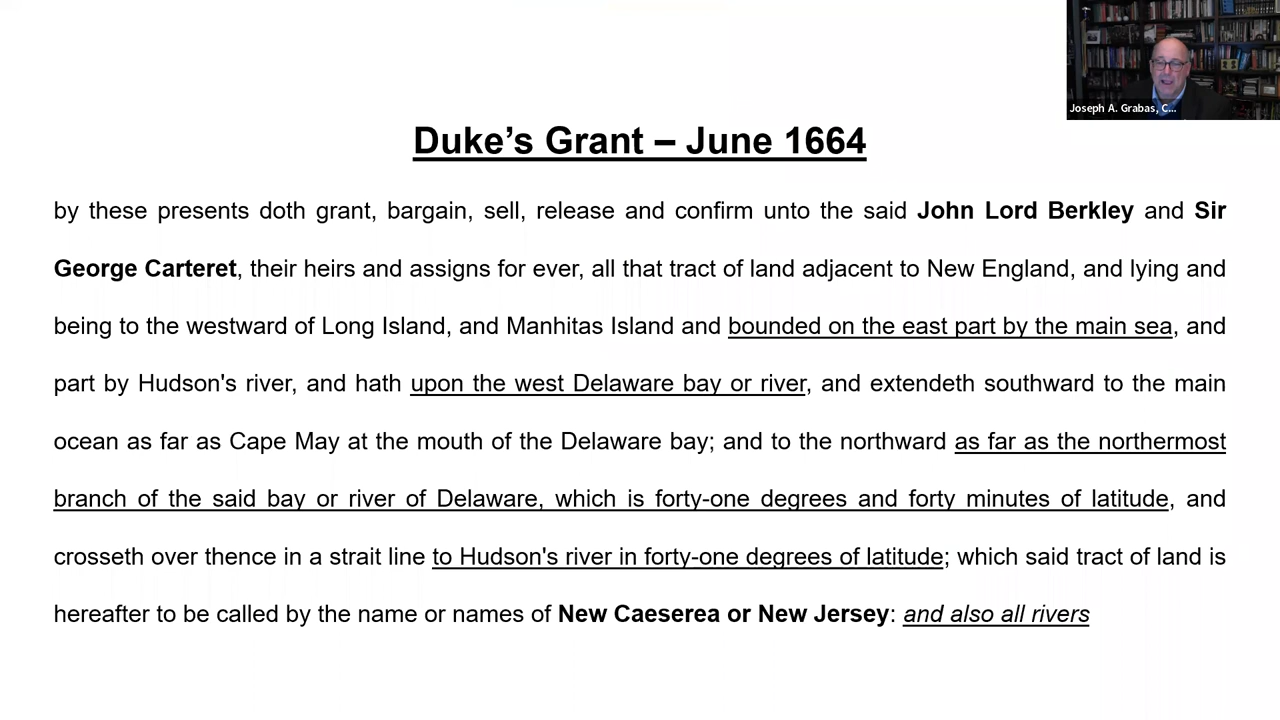 Joseph A. Grabas, C...
Duke's Grant – June 1664
by these presents doth grant, bargain, sell, release and confirm unto the said John Lord Berkley and Sir
George Carteret, their heirs and assigns for ever, all that tract of land adjacent to New England, and lying and
being to the westward of Long Island, and Manhitas Island and bounded on the east part by the main sea, and
part by Hudson's river, and hath upon the west Delaware bay or river, and extendeth southward to the main
ocean as far as Cape May at the mouth of the Delaware bay; and to the northward as far as the northermost
branch of the said bay or river of Delaware, which is forty-one degrees and forty minutes of latitude, and
crosseth over thence in a strait line to Hudson's river in forty-one degrees of latitude; which said tract of land is
hereafter to be called by the name or names of New Caeserea or New Jersey: and also all rivers